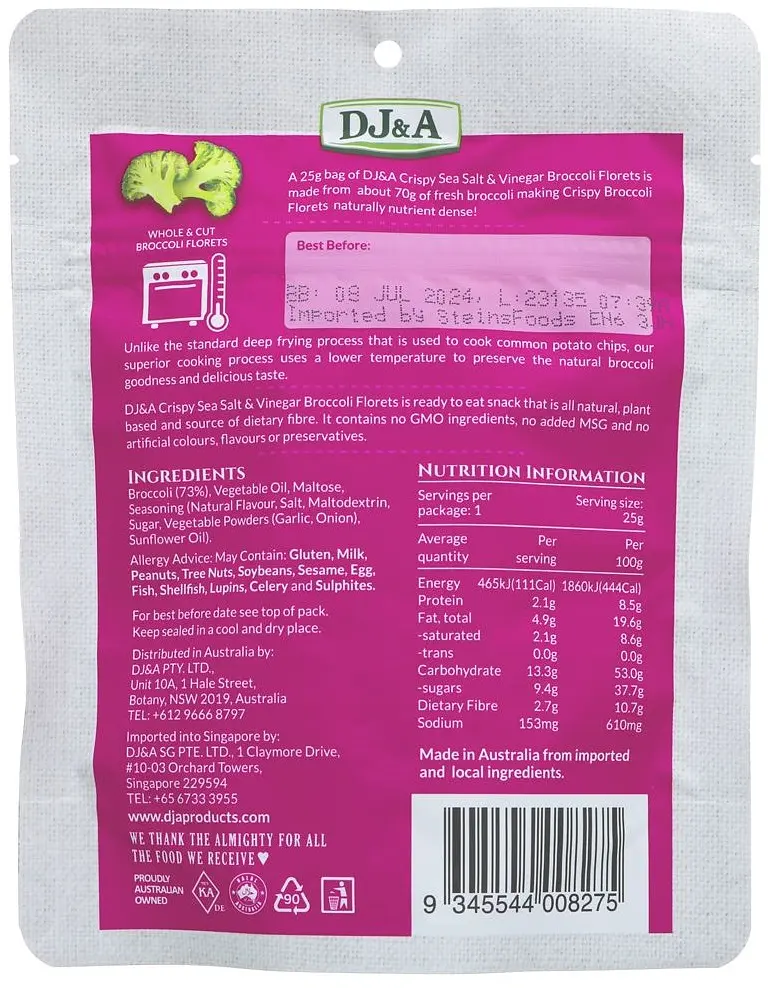 DJ&A
A 25g bag of DJ&A Crispy Sea Salt & Vinegar Broccoli Florets is
made from about 70g of fresh broccoli making Crispy Broccoli
Florets naturally nutrient dense!
WHOLE & CUT
BROCCOLI FLORETS
Best Before:
BB: 08 JUL 2024, L:23135 07:39
Imported by SteinsFoods EN6
Unlike the standard deep frying process that is used to cook common potato chips, our
superior cooking process uses a lower temperature to preserve the natural broccoli
goodness and delicious taste.
DJ&A Crispy Sea Salt & Vinegar Broccoli Florets is ready to eat snack that is all natural, plant
based and source of dietary fibre. It contains no GMO ingredients, no added MSG and no
artificial colours, flavours or preservatives.
INGREDIENTS
Broccoli (73%), Vegetable Oil, Maltose,
Seasoning (Natural Flavour, Salt, Maltodextrin,
Sugar, Vegetable Powders (Garlic, Onion),
Sunflower Oil).
Allergy Advice: May Contain: Gluten, Milk,
Peanuts, Tree Nuts, Soybeans, Sesame, Egg,
Fish, Shellfish, Lupins, Celery and Sulphites.
For best before date see top of pack.
Keep sealed in a cool and dry place.
Distributed in Australia by:
DJ&A PTY. LTD.,
Unit 10A, 1 Hale Street,
Botany, NSW 2019, Australia
TEL: +612 9666 8797
Imported into Singapore by:
DJ&A SG PTE. LTD., 1 Claymore Drive,
#10-03 Orchard Towers,
Singapore 229594
TEL: +65 6733 3955
www.djaproducts.com
WE THANK THE ALMIGHTY FOR ALL
THE FOOD WE RECEIVE♥
PROUDLY
AUSTRALIAN
OWNED
KA
DE
HALAL
AUSTRALIA
90
NUTRITION INFORMATION
Servings per package: 1 Serving size: 25g
Average quantity Per serving Per 100g
Energy 465kJ(111Cal) 1860kJ(444Cal)
Protein 2.1g 8.5g
Fat, total 4.9g 19.6g
-saturated 2.1g 8.6g
-trans 0.0g 0.0g
Carbohydrate 13.3g 53.0g
-sugars 9.4g 37.7g
Dietary Fibre 2.7g 10.7g
Sodium 153mg 610mg
Made in Australia from imported
and local ingredients.
9 345544 008275